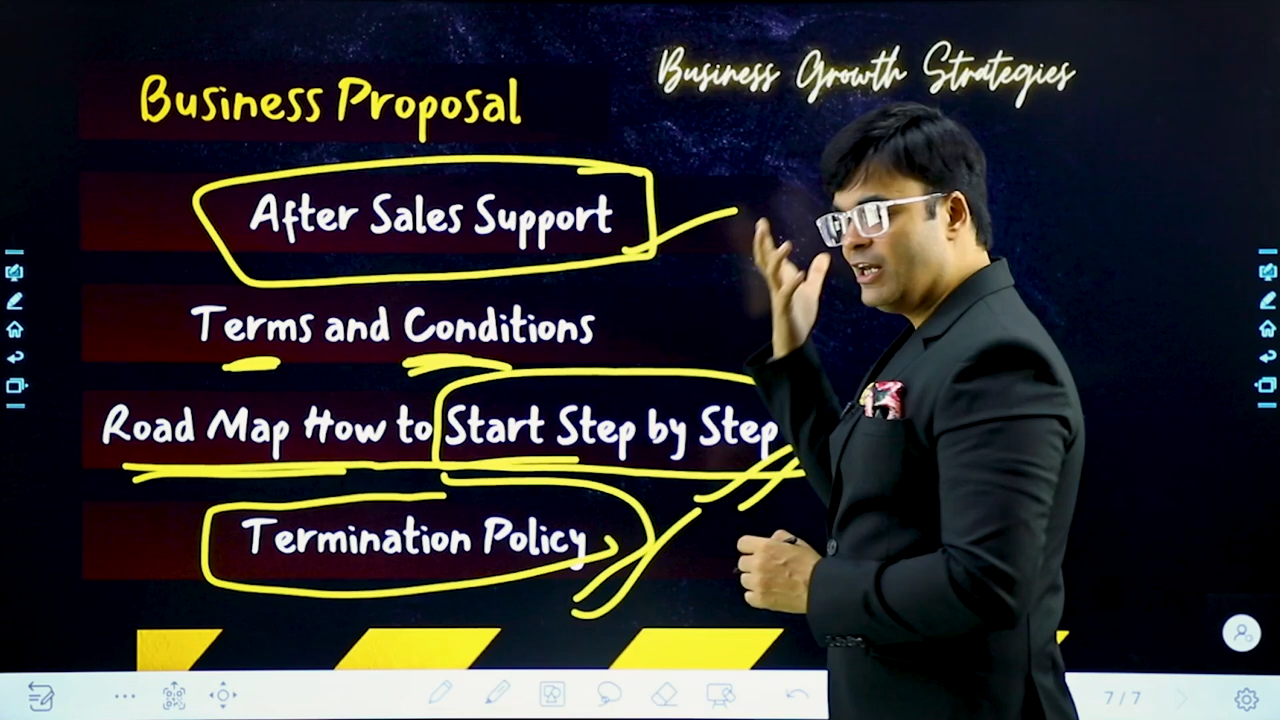 Business Growth Strategies
Business Proposal
After Sales Support
Terms and Conditions
Road Map How to Start Step by Step
Termination Policy
7/7